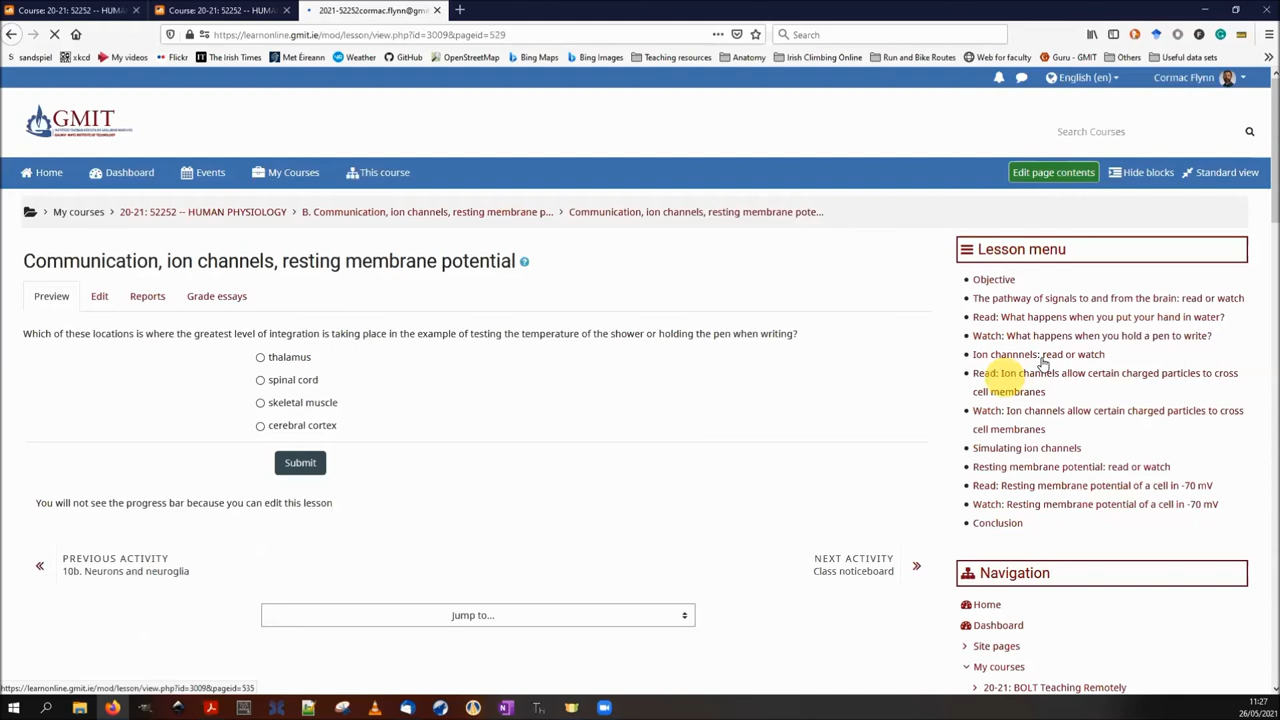 Course: 20-21: 52252 -- HUMA
Course: 20-21: 52252 -- HUMAN
2021-52252cormac.flynn@gmi
https://learnonline.gmit.ie/mod/lesson/view.php?id=3009&pageid=529
Search
sandspiel
xkcd
My videos
Flickr
The Irish Times
Met Éireann
Weather
GitHub
OpenStreetMap
Bing Maps
Bing Images
Teaching resources
Anatomy
Irish Climbing Online
Run and Bike Routes
Web for faculty
Guru - GMIT
Others
Useful data sets
English (en)
Cormac Flynn
GMIT
Search Courses
Home
Dashboard
Events
My Courses
This course
Edit page contents
Hide blocks
Standard view
My courses
20-21: 52252 -- HUMAN PHYSIOLOGY
B. Communication, ion channels, resting membrane p...
Communication, ion channels, resting membrane pote...
Communication, ion channels, resting membrane potential
Preview
Edit
Reports
Grade essays
Which of these locations is where the greatest level of integration is taking place in the example of testing the temperature of the shower or holding the pen when writing?
thalamus
spinal cord
skeletal muscle
cerebral cortex
Submit
You will not see the progress bar because you can edit this lesson
PREVIOUS ACTIVITY
10b. Neurons and neuroglia
NEXT ACTIVITY
Class noticeboard
Jump to...
Lesson menu
Objective
The pathway of signals to and from the brain: read or watch
Read: What happens when you put your hand in water?
Watch: What happens when you hold a pen to write?
Ion channnels: read or watch
Read: Ion channels allow certain charged particles to cross
cell membranes
Watch: Ion channels allow certain charged particles to cross
cell membranes
Simulating ion channels
Resting membrane potential: read or watch
Read: Resting membrane potential of a cell in -70 mV
Watch: Resting membrane potential of a cell in -70 mV
Conclusion
Navigation
Home
Dashboard
Site pages
My courses
20-21: BOLT Teaching Remotely
https://learnonline.gmit.ie/mod/lesson/view.php?id=3009&pageid=535
11:27
26/05/2021